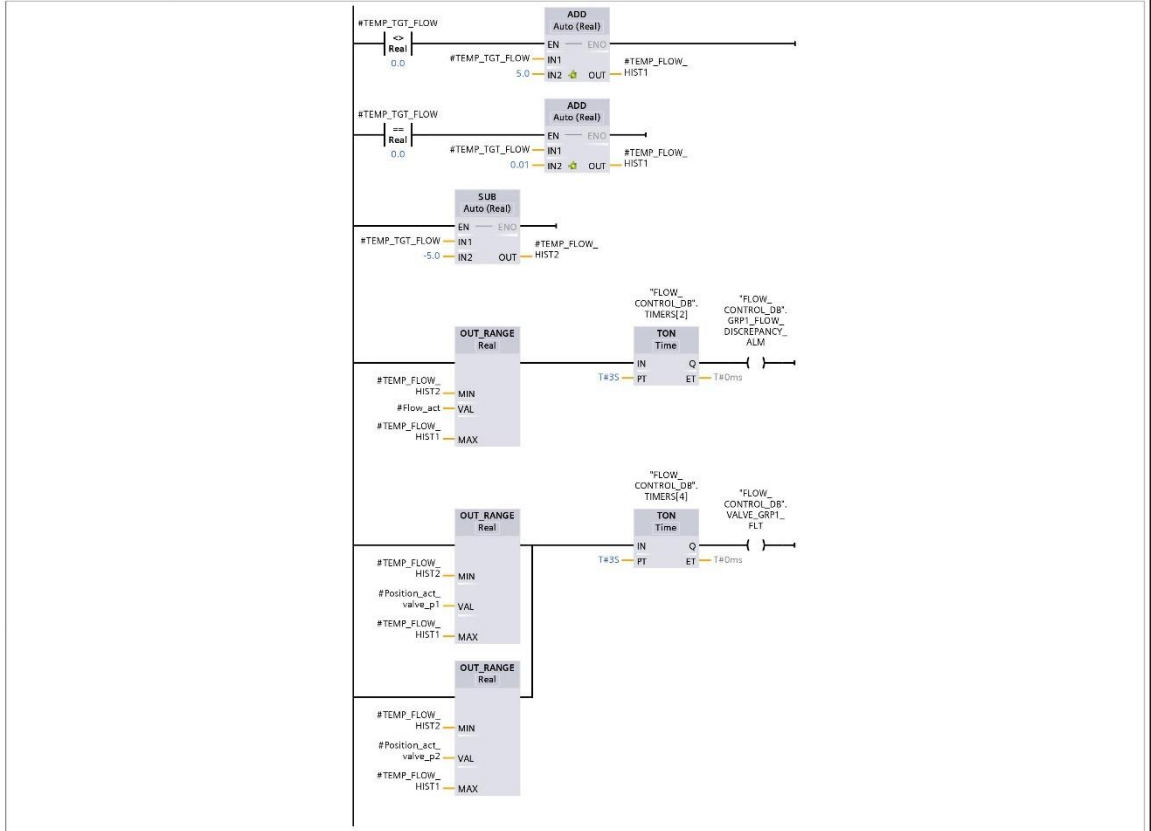 #TEMP_TGT_FLOW
<>
Real
0.0
ADD
Auto (Real)
EN
ENO
#TEMP_TGT_FLOW
IN1
5.0
IN2
OUT
#TEMP_FLOW_
HIST1
#TEMP_TGT_FLOW
==
Real
0.0
ADD
Auto (Real)
EN
ENO
#TEMP_TGT_FLOW
IN1
0.01
IN2
OUT
#TEMP_FLOW_
HIST1
SUB
Auto (Real)
EN
ENO
#TEMP_TGT_FLOW
IN1
-5.0
IN2
OUT
#TEMP_FLOW_
HIST2
OUT_RANGE
Real
#TEMP_FLOW_
HIST2
MIN
#Flow_act
VAL
#TEMP_FLOW_
HIST1
MAX
"FLOW_
CONTROL_DB".
TIMERS[2]
TON
Time
IN
Q
T#3S
PT
ET
T#0ms
"FLOW_
CONTROL_DB".
GRP1_FLOW_
DISCREPANCY_
ALM
OUT_RANGE
Real
#TEMP_FLOW_
HIST2
MIN
#Position_act_
valve_p1
VAL
#TEMP_FLOW_
HIST1
MAX
"FLOW_
CONTROL_DB".
TIMERS[4]
TON
Time
IN
Q
T#3S
PT
ET
T#0ms
"FLOW_
CONTROL_DB".
VALVE_GRP1_
FLT
OUT_RANGE
Real
#TEMP_FLOW_
HIST2
MIN
#Position_act_
valve_p2
VAL
#TEMP_FLOW_
HIST1
MAX